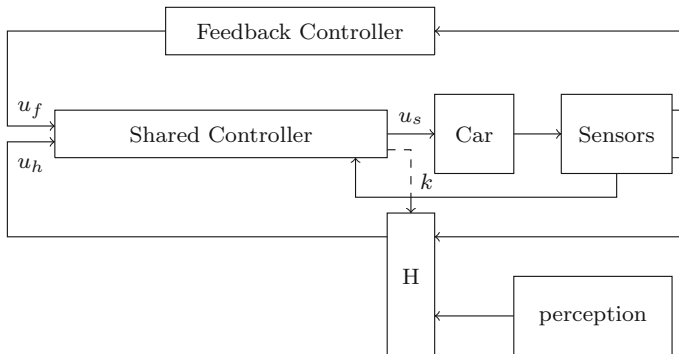 Feedback Controller
u_f
Shared Controller
u_s
Car
Sensors
u_h
k
H
perception